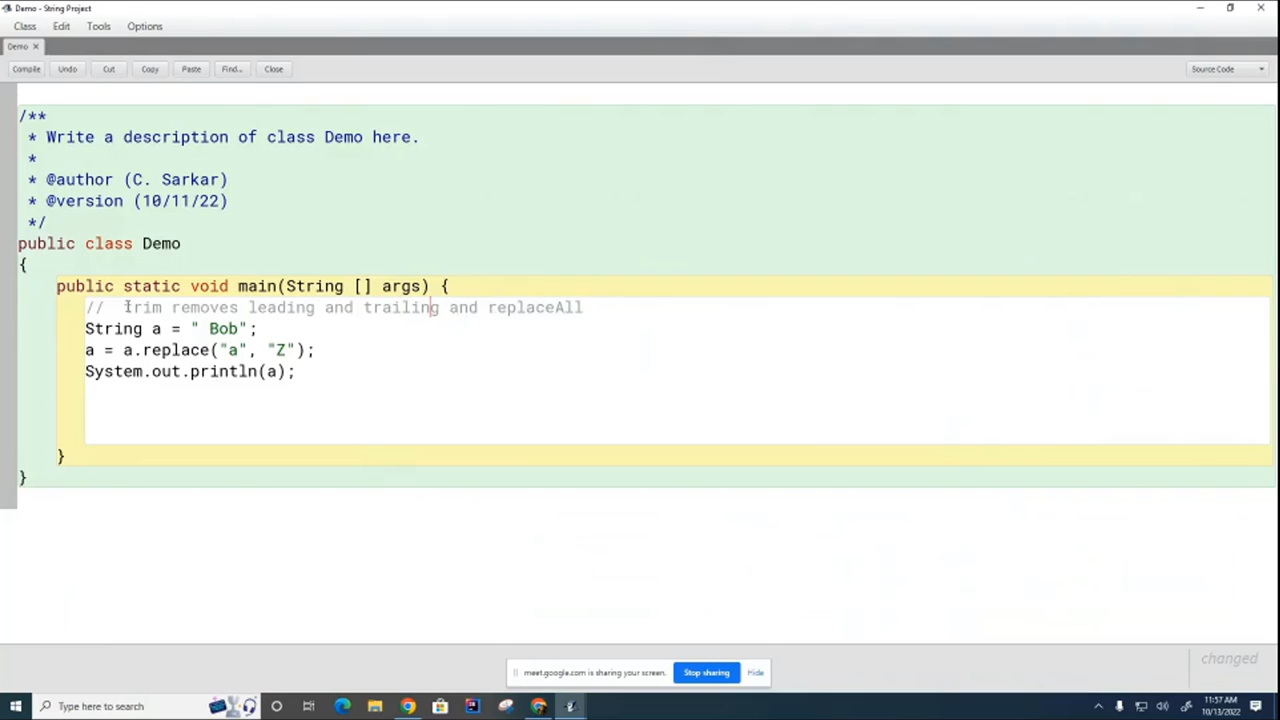 Demo - String Project
Class Edit Tools Options
Demo
Compile Undo Cut Copy Paste Find... Close Source Code
/**
* Write a description of class Demo here.
*
* @author (C. Sarkar)
* @version (10/11/22)
*/
public class Demo
{
public static void main(String [] args) {
// Trim removes leading and trailing and replaceAll
String a = " Bob";
a = a.replace("a", "Z");
System.out.println(a);
}
}
changed
meet.google.com is sharing your screen. Stop sharing Hide
Type here to search
11:57 AM
10/13/2022